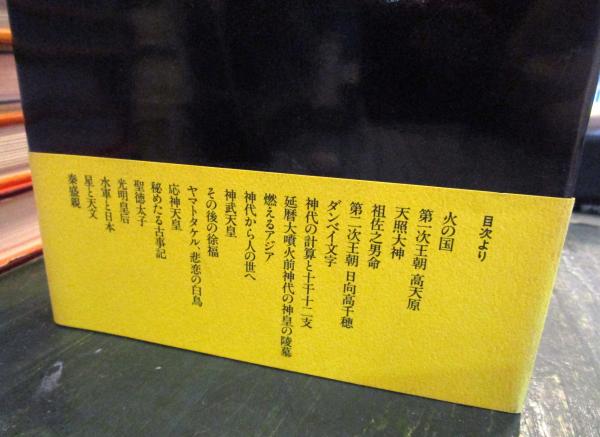 目次より
火の国
第一次王朝 高天原
天照大神
祖佐之男命
第二次王朝 日向高千穂
ダンベイ文字
神代の計算と十干十二支
延暦大噴火前神代の神皇の陵墓
燃えるアジア
神代から人の世へ
神武天皇
その後の徐福
ヤマトタケル、悲恋の白鳥
応神天皇
秘めたる古事記
聖徳太子
光明皇后
水軍と日本
星と天文
秦盛親